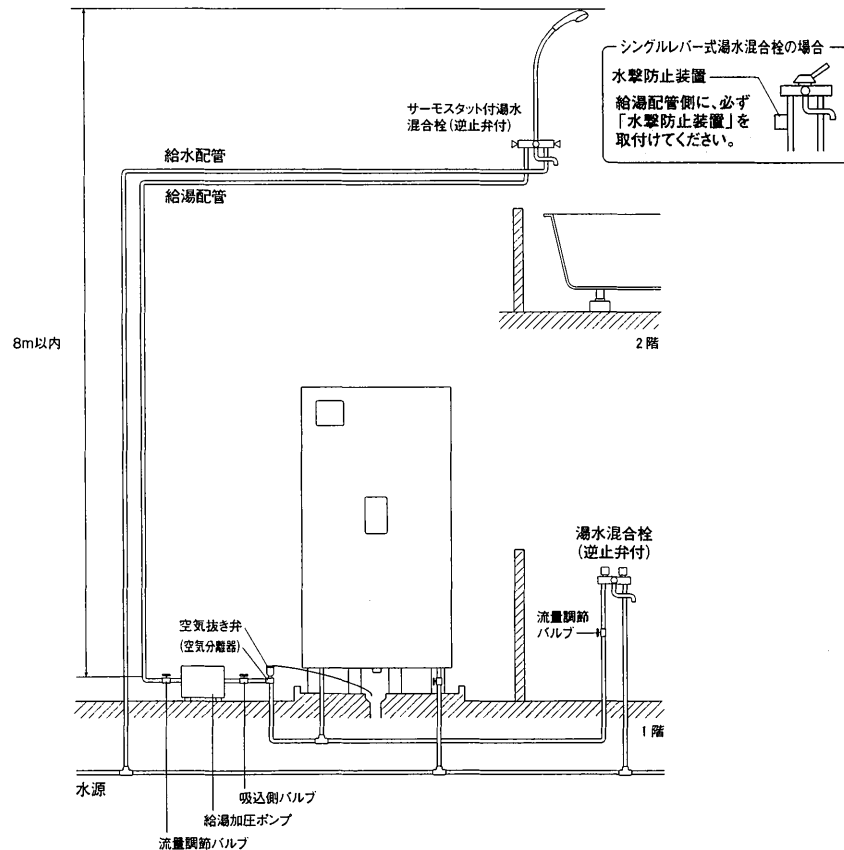 シングルレバー式湯水混合栓の場合
水撃防止装置
給湯配管側に、必ず
「水撃防止装置」を
取付けてください。
サーモスタット付湯水
混合栓(逆止弁付)
給水配管
給湯配管
8m以内
2階
湯水混合栓
(逆止弁付)
流量調節
バルブ
空気抜き弁
(空気分離器)
1階
水源
吸込側バルブ
給湯加圧ポンプ
流量調節バルブ